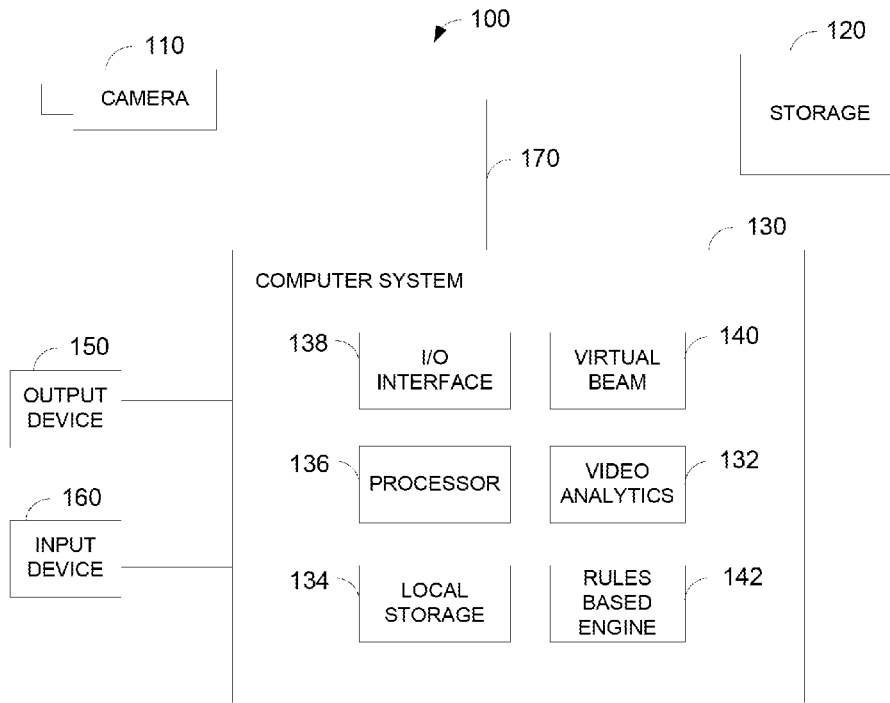 100
110
CAMERA
120
STORAGE
170
130
COMPUTER SYSTEM
138
I/O
INTERFACE
VIRTUAL
BEAM
140
150
OUTPUT
DEVICE
136
PROCESSOR
VIDEO
ANALYTICS
132
160
INPUT
DEVICE
134
LOCAL
STORAGE
RULES
BASED
ENGINE
142